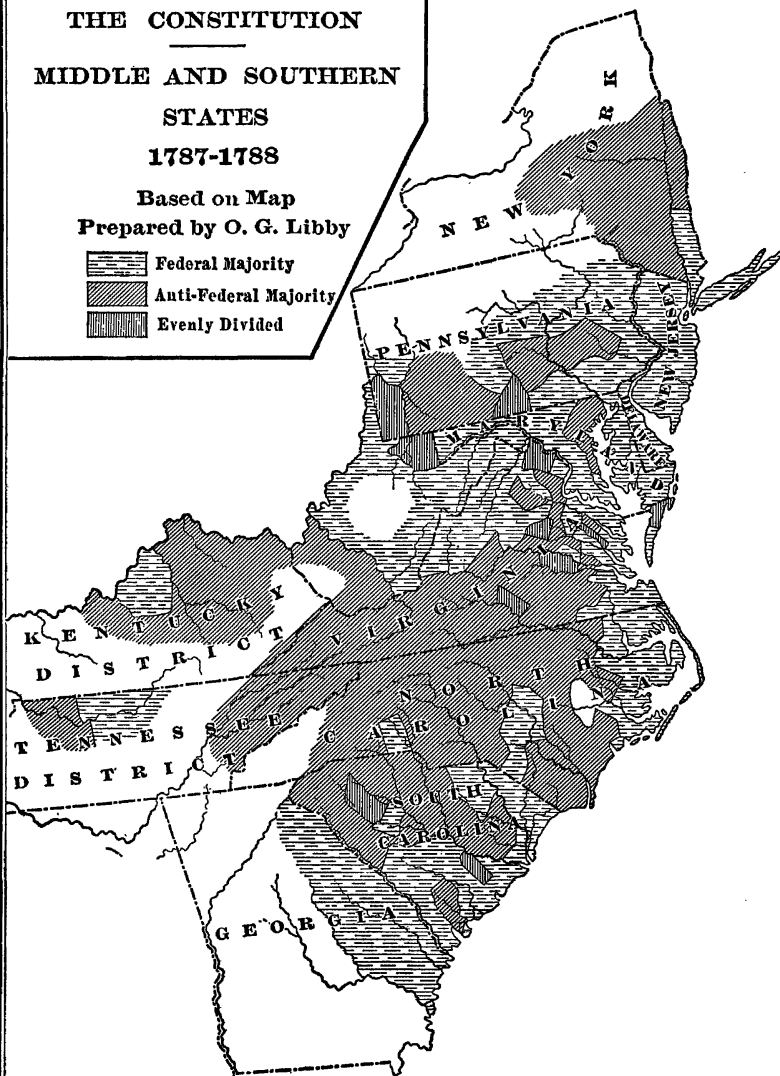 THE CONSTITUTION
MIDDLE AND SOUTHERN
STATES
1787-1788
Based on Map
Prepared by O. G. Libby
Federal Majority
Anti-Federal Majority
Evenly Divided
NEW YORK
PENNSYLVANIA
NEW JERSEY
MARYLAND
DELAWARE
VIRGINIA
KENTUCKY
DISTRICT
NORTH
CAROLINA
TENNESSEE
DISTRICT
SOUTH
CAROLINA
GEORGIA